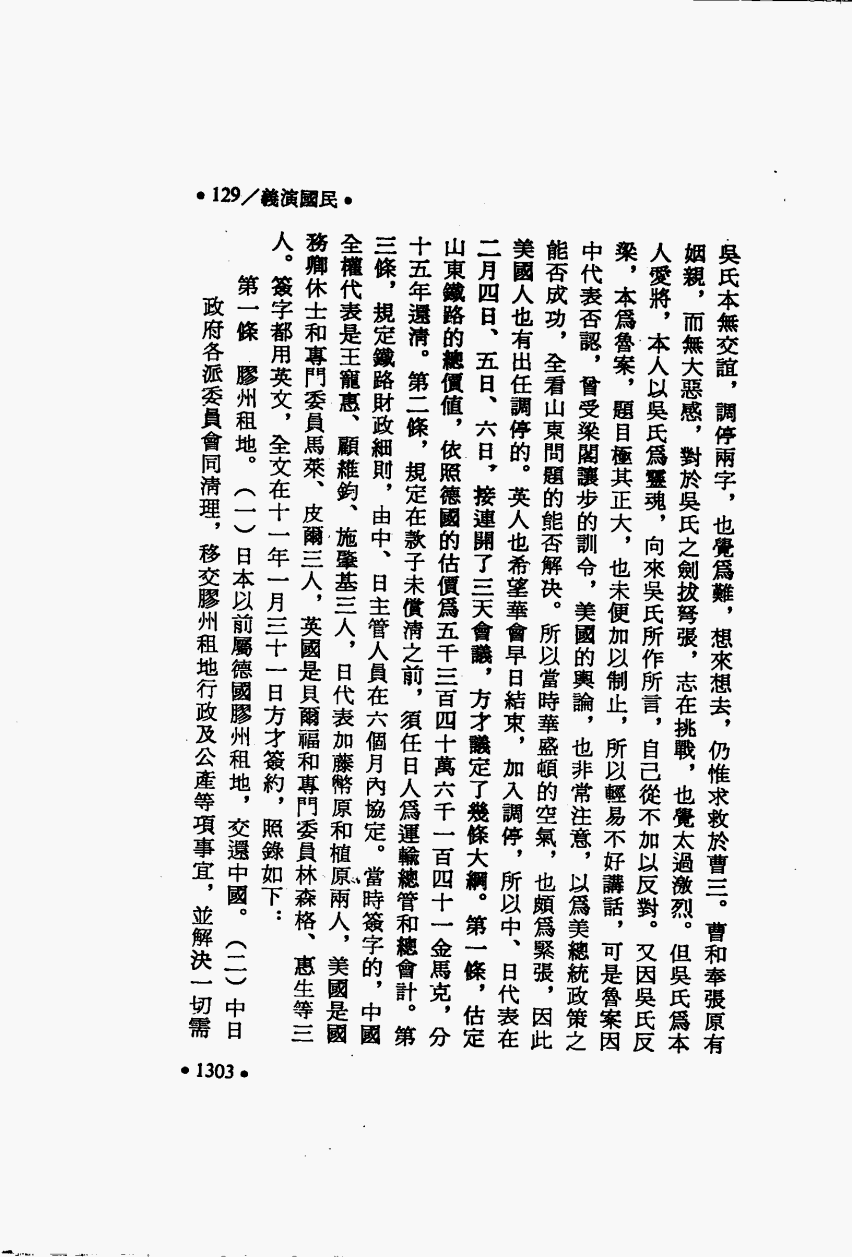 •129／義演國民•
吳氏本無交誼，調停兩字，也覺爲難，想來想去，仍惟求救於曹三。曹和奉張原有
姻親，而無大惡感，對於吳氏之劍拔弩張，志在挑戰，也覺太過激烈。但吳氏爲本
人愛將，本人以吳氏爲靈魂，向來吳氏所作所言，自己從不加以反對。又因吳氏反
梁，本爲魯案，題目極其正大，也未便加以制止，所以輕易不好講話，可是魯案因
中代表否認，曾受梁閣讓步的訓令，美國的輿論，也非常注意，以爲美總統政策之
能否成功，全看山東問題的能否解決。所以當時華盛頓的空氣，也頗爲緊張，因此
美國人也有出任調停的。英人也希望華會早日結束，加入調停，所以中、日代表在
二月四日、五日、六日，接連開了三天會議，方才議定了幾條大綱。第一條，估定
山東鐵路的總價値，依照德國的估價爲五千三百四十萬六千一百四十一金馬克，分
十五年還清。第二條，規定在款子未償清之前，須任日人爲運輸總管和總會計。第
三條，規定鐵路財政細則，由中、日主管人員在六個月內協定。當時簽字的，中國
全權代表是王寵惠、顧維鈞、施肇基三人，日代表加藤幣原和植原兩人，美國是國
務卿休士和專門委員馬萊、皮爾三人，英國是貝爾福和專門委員林森格、惠生等三
人。簽字都用英文，全文在十一年一月三十一日方才簽約，照錄如下：
第一條　膠州租地。（一）日本以前屬德國膠州租地，交還中國。（二）中日
政府各派委員會同清理，移交膠州租地行政及公產等項事宜，並解決一切需
•1303•